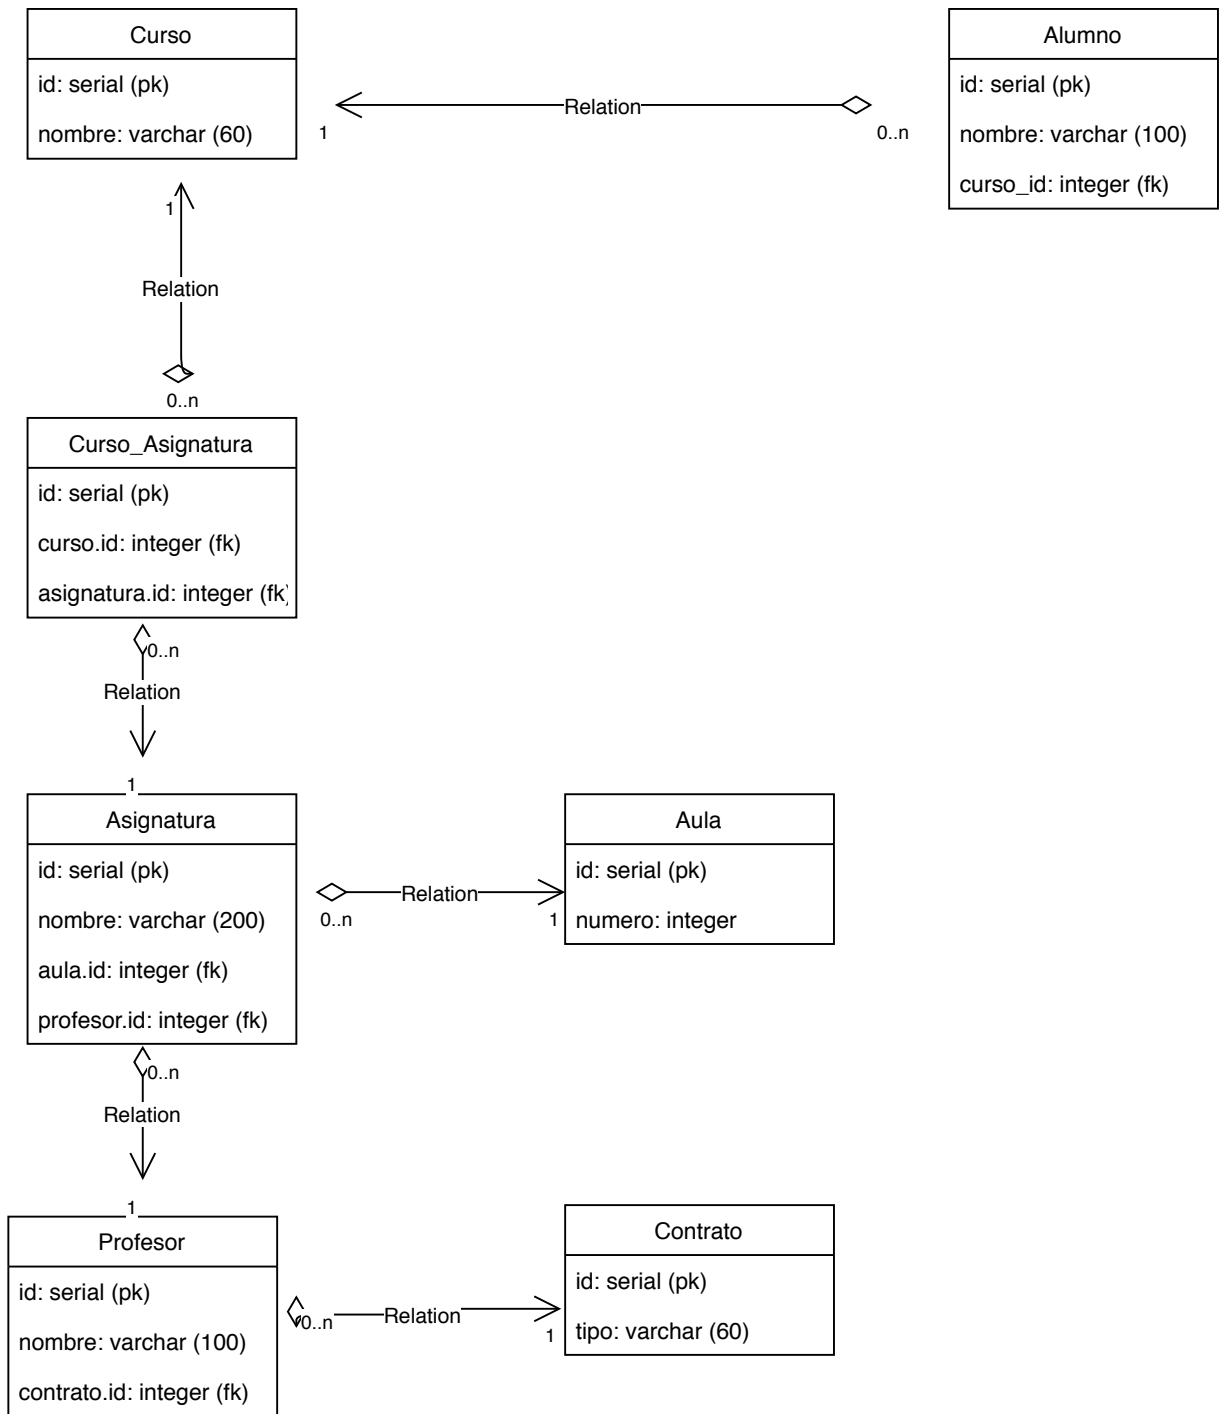 Curso
id: serial (pk)
nombre: varchar (60)
Alumno
id: serial (pk)
nombre: varchar (100)
curso_id: integer (fk)
Relation
1
0..n
1
Relation
0..n
Curso_Asignatura
id: serial (pk)
curso.id: integer (fk)
asignatura.id: integer (fk)
0..n
Relation
1
Asignatura
id: serial (pk)
nombre: varchar (200)
aula.id: integer (fk)
profesor.id: integer (fk)
Relation
0..n
1
Aula
id: serial (pk)
numero: integer
0..n
Relation
1
Profesor
id: serial (pk)
nombre: varchar (100)
contrato.id: integer (fk)
0..n
Relation
1
Contrato
id: serial (pk)
tipo: varchar (60)